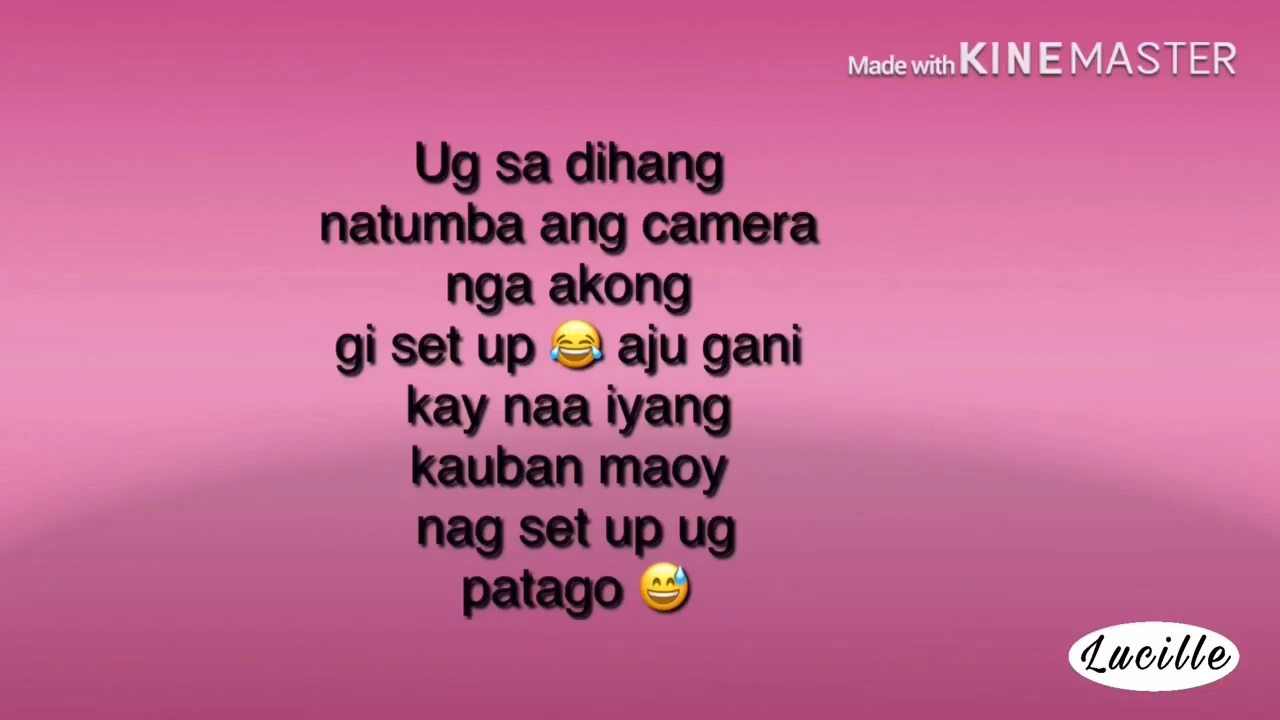 Made with KINEMASTER
Ug sa dihang
natumba ang camera
nga akong
gi set up 😂 aju gani
kay naa iyang
kauban maoy
nag set up ug
patago 😅
Lucille